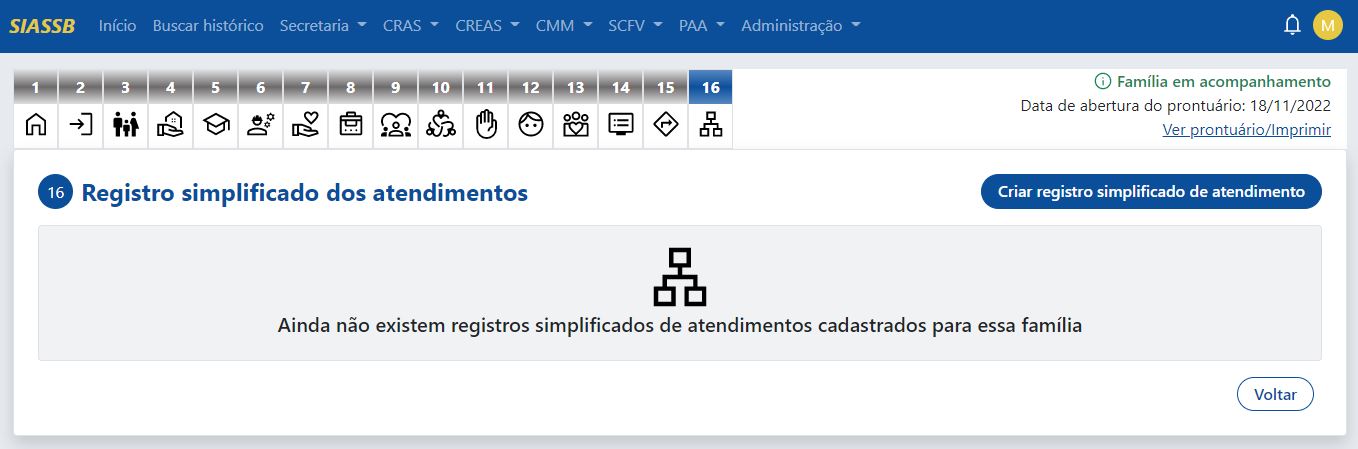 SIASSB Início Buscar histórico Secretaria CRAS CREAS CMM SCFV PAA Administração M
1 2 3 4 5 6 7 8 9 10 11 12 13 14 15 16
Família em acompanhamento
Data de abertura do prontuário: 18/11/2022
Ver prontuário/Imprimir
16 Registro simplificado dos atendimentos
Criar registro simplificado de atendimento
Ainda não existem registros simplificados de atendimentos cadastrados para essa família
Voltar